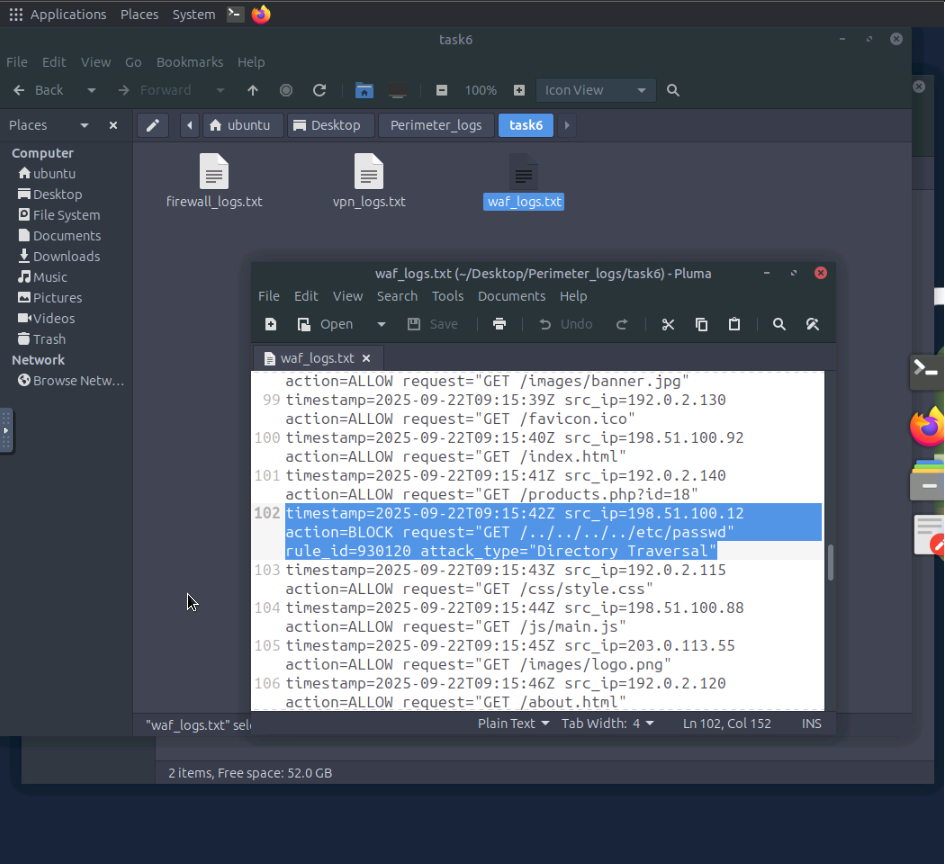 Applications Places System
task6
File Edit View Go Bookmarks Help
Back Forward 100% Icon View
Places ubuntu Desktop Perimeter_logs task6
Computer
ubuntu
Desktop
File System
Documents
Downloads
Music
Pictures
Videos
Trash
Network
Browse Netw...
firewall_logs.txt vpn_logs.txt waf_logs.txt
waf_logs.txt (~/Desktop/Perimeter_logs/task6) - Pluma
File Edit View Search Tools Documents Help
Open Save Undo
waf_logs.txt
action=ALLOW request="GET /images/banner.jpg"
99 timestamp=2025-09-22T09:15:39Z src_ip=192.0.2.130
action=ALLOW request="GET /favicon.ico"
100 timestamp=2025-09-22T09:15:40Z src_ip=198.51.100.92
action=ALLOW request="GET /index.html"
101 timestamp=2025-09-22T09:15:41Z src_ip=192.0.2.140
action=ALLOW request="GET /products.php?id=18"
102 timestamp=2025-09-22T09:15:42Z src_ip=198.51.100.12
action=BLOCK request="GET /../../../../etc/passwd"
rule_id=930120 attack_type="Directory Traversal"
103 timestamp=2025-09-22T09:15:43Z src_ip=192.0.2.115
action=ALLOW request="GET /css/style.css"
104 timestamp=2025-09-22T09:15:44Z src_ip=198.51.100.88
action=ALLOW request="GET /js/main.js"
105 timestamp=2025-09-22T09:15:45Z src_ip=203.0.113.55
action=ALLOW request="GET /images/logo.png"
106 timestamp=2025-09-22T09:15:46Z src_ip=192.0.2.120
action=ALLOW request="GET /about.html"
"waf_logs.txt" sele
Plain Text Tab Width: 4 Ln 102, Col 152 INS
2 items, Free space: 52.0 GB